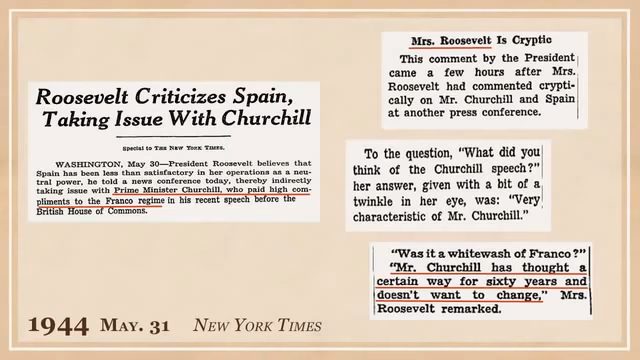 Roosevelt Criticizes Spain,
Taking Issue With Churchill
Special to THE NEW YORK TIMES.
WASHINGTON, May 30—President Roosevelt believes that
Spain has been less than satisfactory in her operations as a neu-
tral power, he told a news conference today, thereby indirectly
taking issue with Prime Minister Churchill, who paid high com-
pliments to the Franco regime in his recent speech before the
British House of Commons.
Mrs. Roosevelt Is Cryptic
This comment by the President
came a few hours after Mrs.
Roosevelt had commented crypti-
cally on Mr. Churchill and Spain
at another press conference.
To the question, "What did you
think of the Churchill speech?"
her answer, given with a bit of a
twinkle in her eye, was: "Very
characteristic of Mr. Churchill."
"Was it a whitewash of Franco?"
"Mr. Churchill has thought a
certain way for sixty years and
doesn't want to change," Mrs.
Roosevelt remarked.
1944 MAY. 31 NEW YORK TIMES